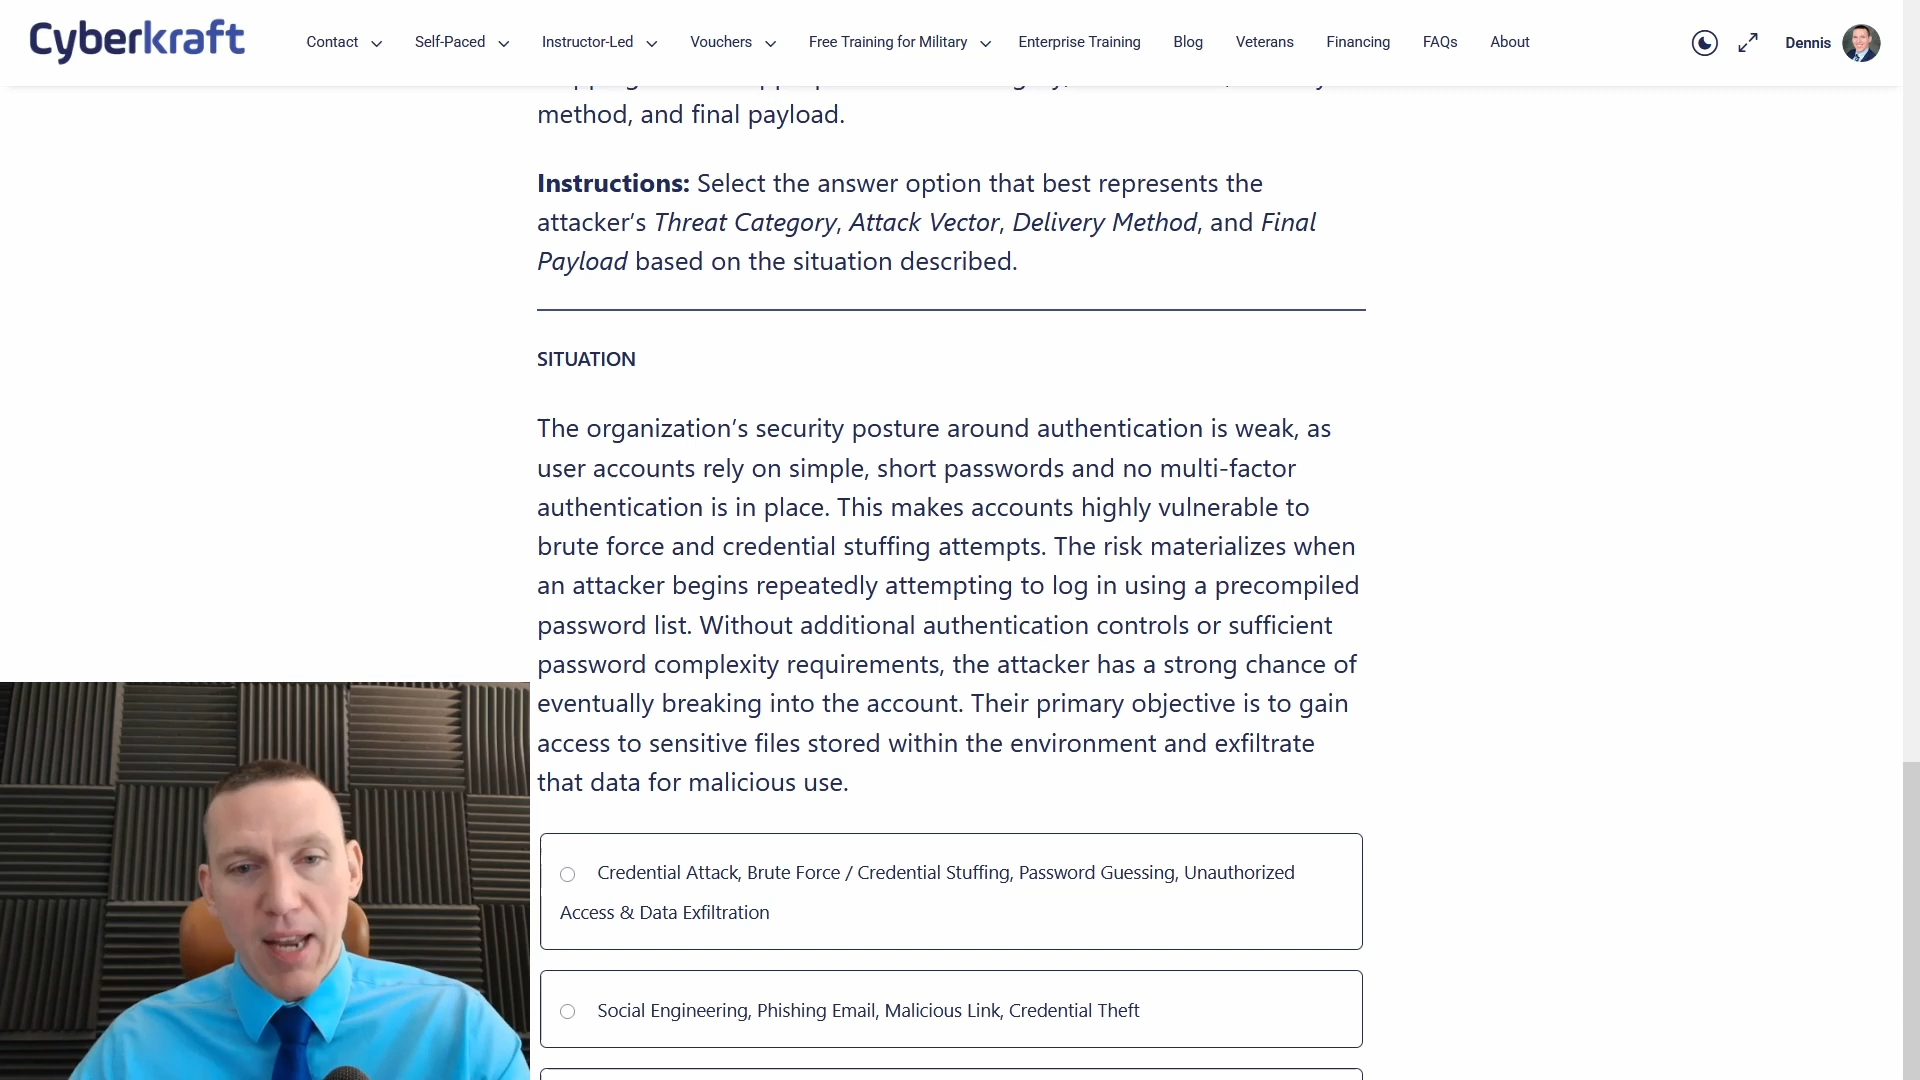 Cyberkraft
Contact Self-Paced Instructor-Led Vouchers Free Training for Military Enterprise Training Blog Veterans Financing FAQs About Dennis
method, and final payload.
Instructions: Select the answer option that best represents the
attacker’s Threat Category, Attack Vector, Delivery Method, and Final
Payload based on the situation described.
SITUATION
The organization’s security posture around authentication is weak, as
user accounts rely on simple, short passwords and no multi-factor
authentication is in place. This makes accounts highly vulnerable to
brute force and credential stuffing attempts. The risk materializes when
an attacker begins repeatedly attempting to log in using a precompiled
password list. Without additional authentication controls or sufficient
password complexity requirements, the attacker has a strong chance of
eventually breaking into the account. Their primary objective is to gain
access to sensitive files stored within the environment and exfiltrate
that data for malicious use.
Credential Attack, Brute Force / Credential Stuffing, Password Guessing, Unauthorized
Access & Data Exfiltration
Social Engineering, Phishing Email, Malicious Link, Credential Theft